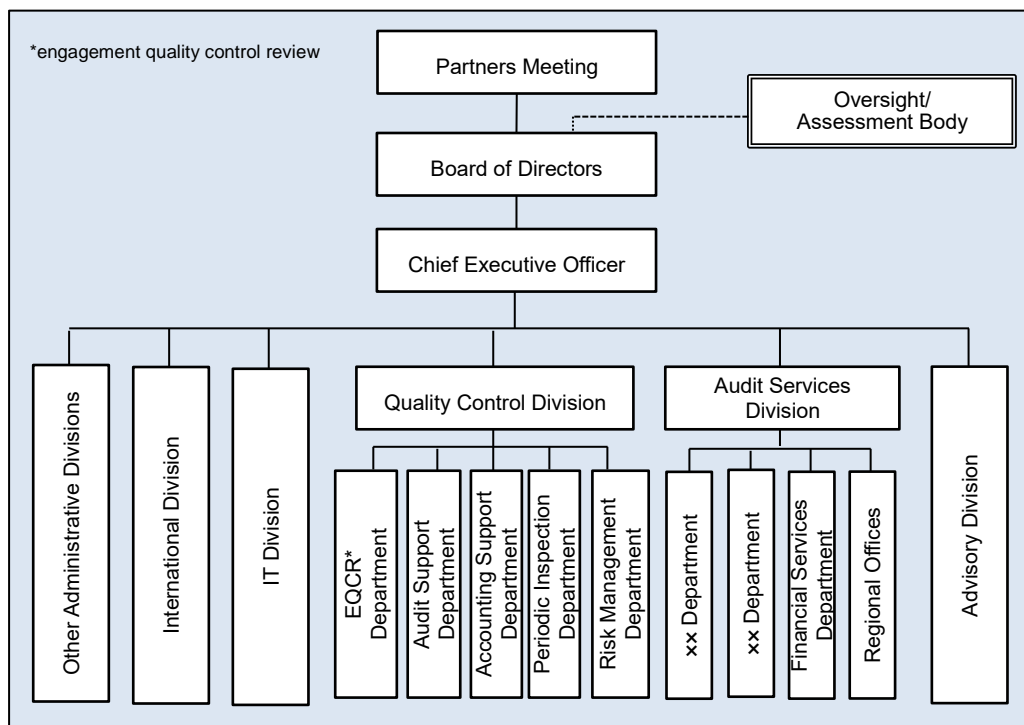 *engagement quality control review
Partners Meeting
Oversight/
Assessment Body
Board of Directors
Chief Executive Officer
Other Administrative Divisions
International Division
IT Division
Quality Control Division
EQCR*
Department
Audit Support
Department
Accounting Support
Department
Periodic Inspection
Department
Risk Management
Department
Audit Services
Division
×× Department
×× Department
Financial Services
Department
Regional Offices
Advisory Division